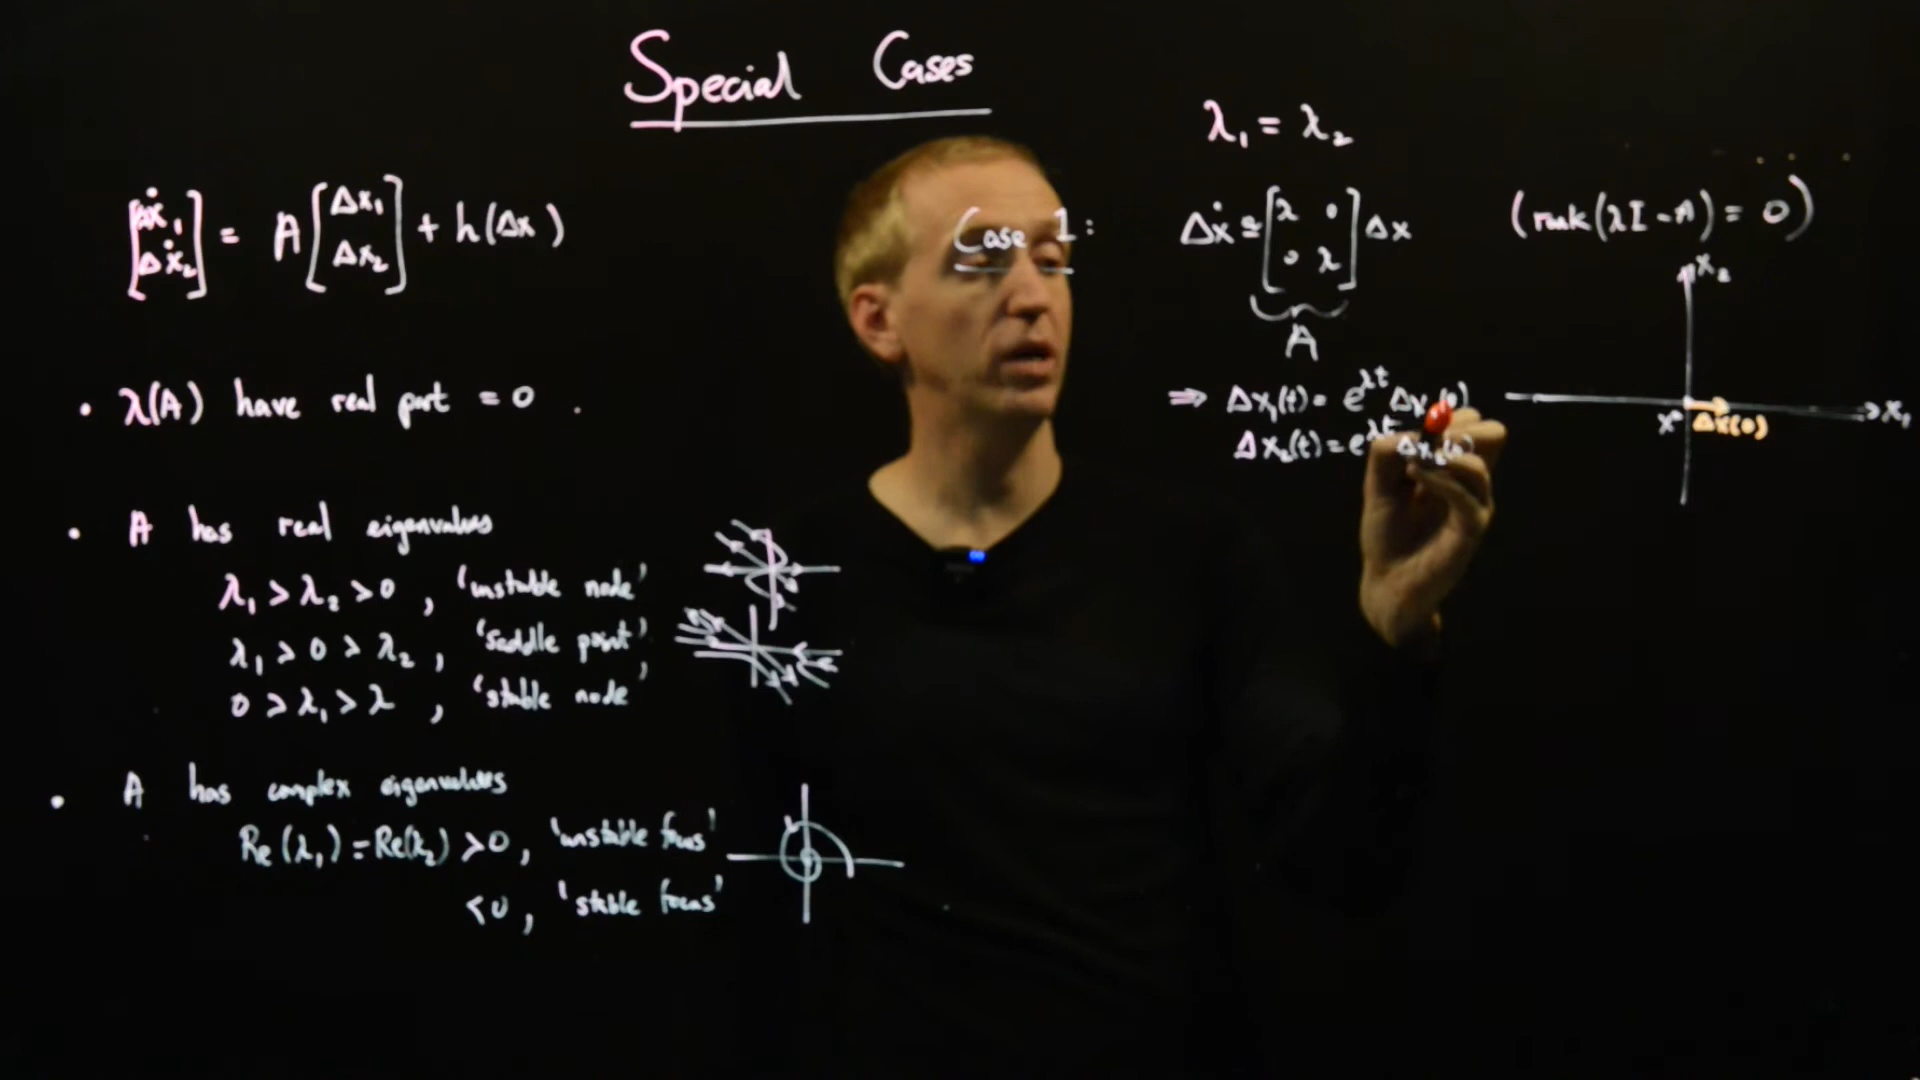 Special Cases
[Δẋ₁ Δẋ₂] = A [Δx₁ Δx₂] + h(Δx)
• λ(A) have real part = 0 .
• A has real eigenvalues
λ₁ > λ₂ > 0 , 'unstable node'
λ₁ > 0 > λ₂ , 'saddle point'
0 > λ₁ > λ , 'stable node'
• A has complex eigenvalues
Re(λ₁) = Re(λ₂) > 0 , 'unstable focus'
< 0 , 'stable focus'
λ₁ = λ₂
Case 1: Δẋ ≅ [λ 0 0 λ] Δx (rank(λI - A) = 0)
A
⇒ Δx₁(t) = e^λt Δx₁(0)
Δx₂(t) = e^λt Δx₂(0)
x₂
x₁
Δx(0)